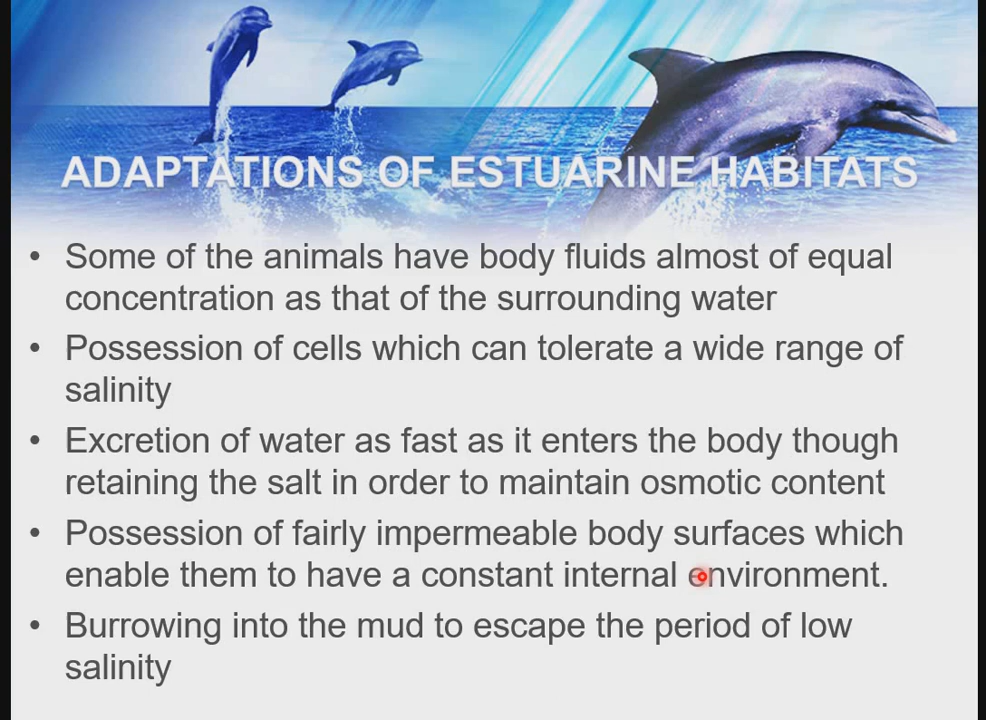 ADAPTATIONS OF ESTUARINE HABITATS
• Some of the animals have body fluids almost of equal
concentration as that of the surrounding water
• Possession of cells which can tolerate a wide range of
salinity
• Excretion of water as fast as it enters the body though
retaining the salt in order to maintain osmotic content
• Possession of fairly impermeable body surfaces which
enable them to have a constant internal environment.
• Burrowing into the mud to escape the period of low
salinity